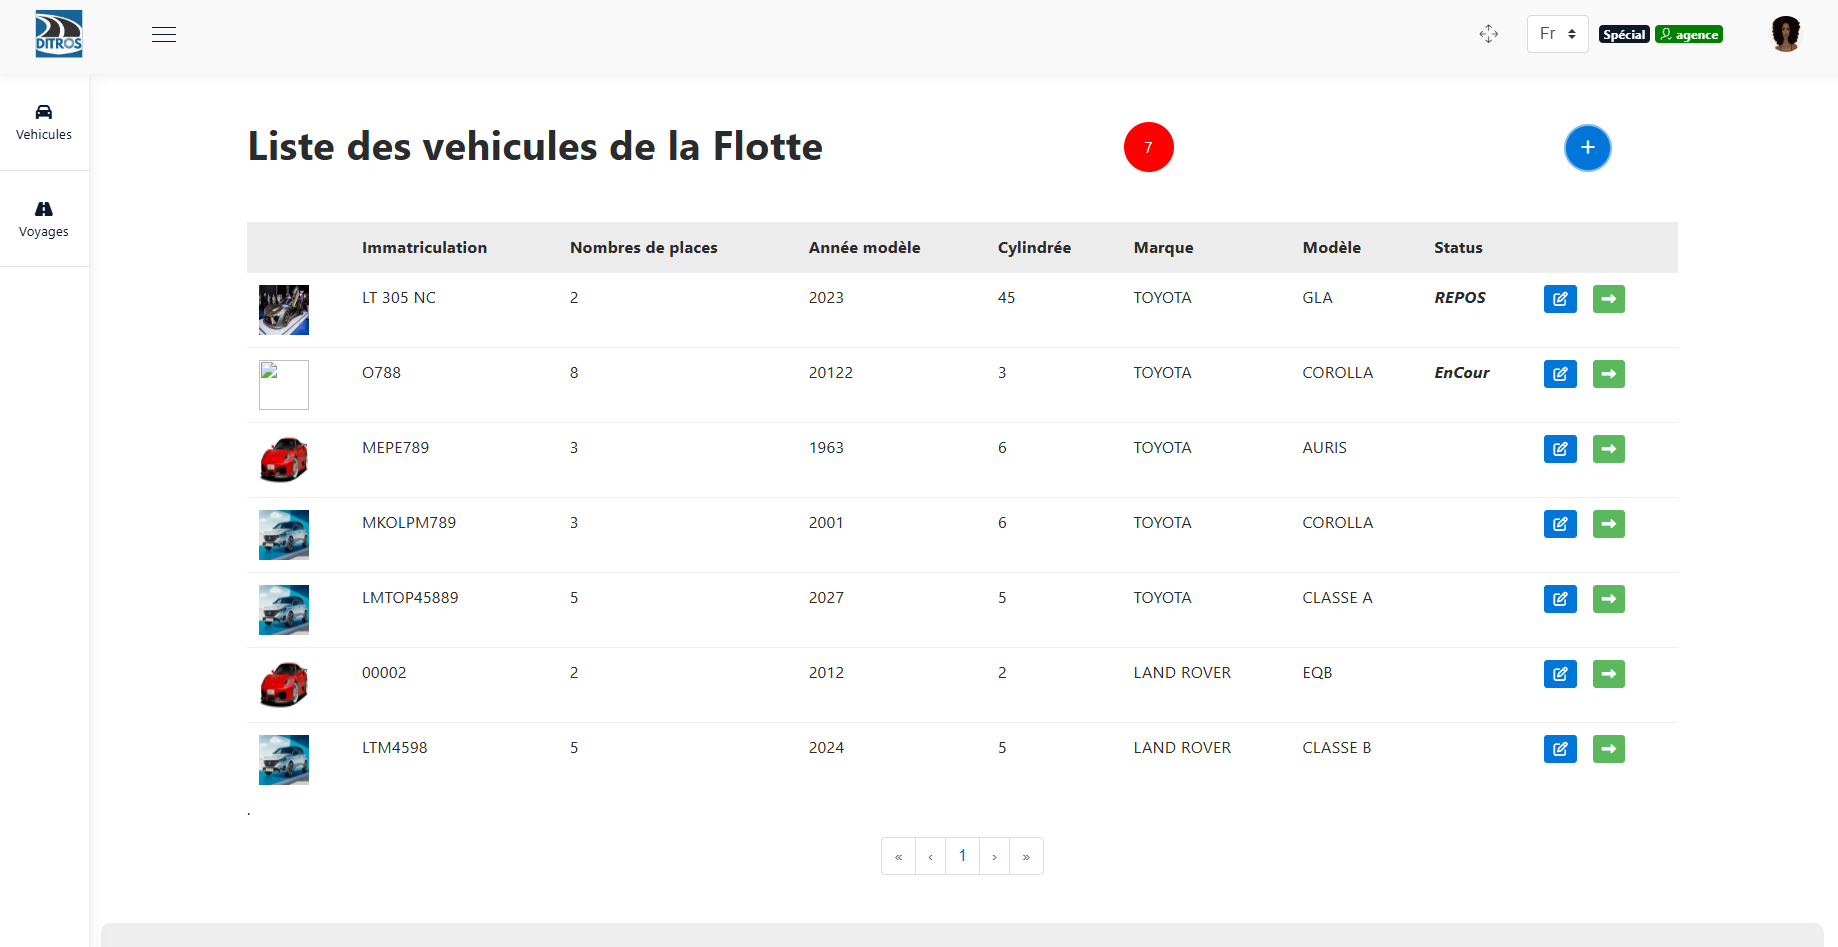 DITROS
Fr
Spécial
agence
Vehicules
Voyages
Liste des vehicules de la Flotte
7
+
Immatriculation Nombres de places Année modèle Cylindrée Marque Modèle Status
LT 305 NC 2 2023 45 TOYOTA GLA REPOS
O788 8 20122 3 TOYOTA COROLLA EnCour
MEPE789 3 1963 6 TOYOTA AURIS
MKOLPM789 3 2001 6 TOYOTA COROLLA
LMTOP45889 5 2027 5 TOYOTA CLASSE A
00002 2 2012 2 LAND ROVER EQB
LTM4598 5 2024 5 LAND ROVER CLASSE B
.
« ‹ 1 › »